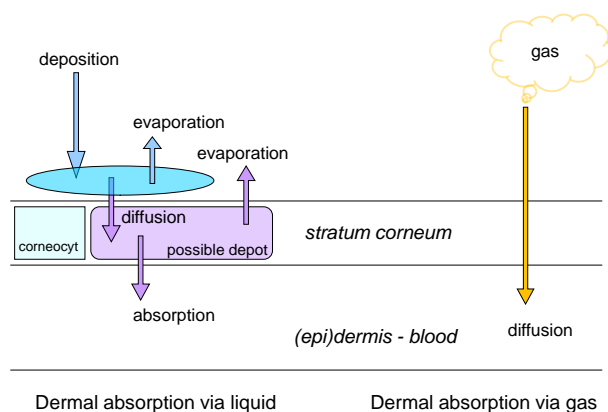 deposition
gas
evaporation
evaporation
diffusion
corneocyt
possible depot
stratum corneum
absorption
(epi)dermis - blood
diffusion
Dermal absorption via liquid
Dermal absorption via gas